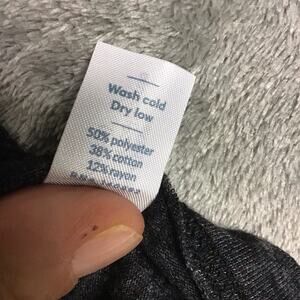 Wash cold
Dry low
50% polyester
38% cotton
12% rayon